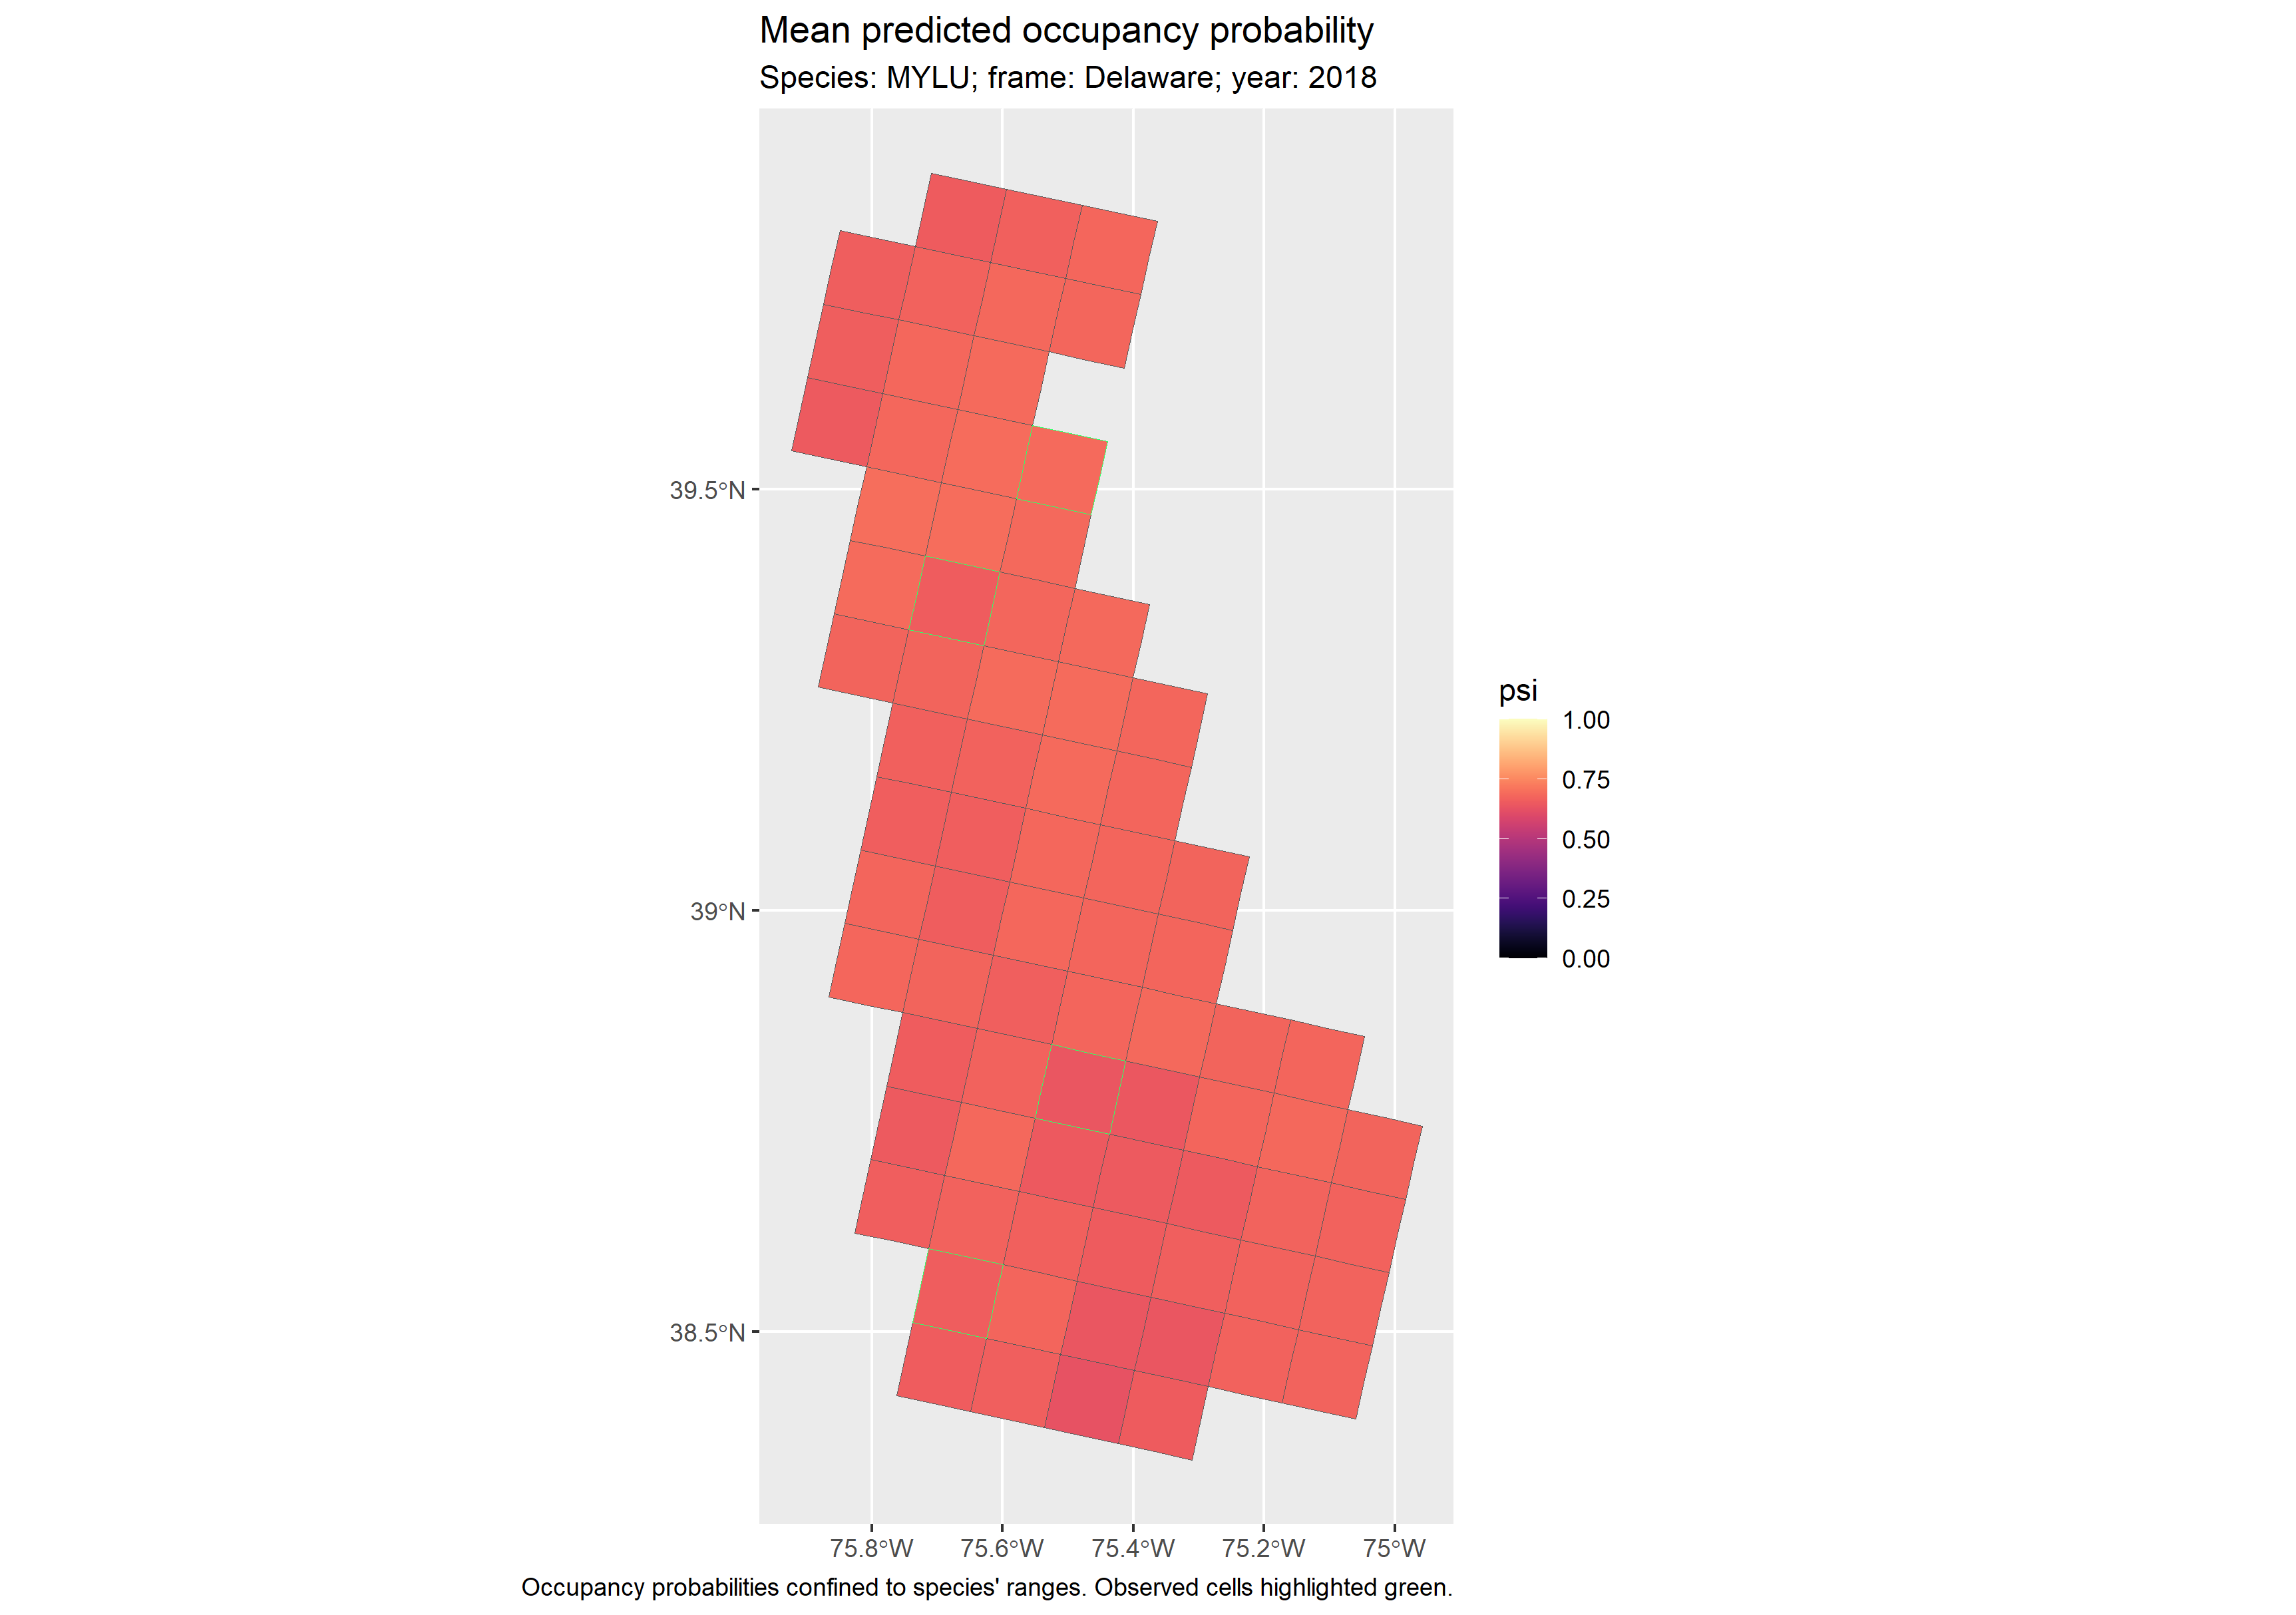 Mean predicted occupancy probability
Species: MYLU; frame: Delaware; year: 2018
39.5°N
39°N
38.5°N
75.8°W
75.6°W
75.4°W
75.2°W
75°W
psi
1.00
0.75
0.50
0.25
0.00
Occupancy probabilities confined to species' ranges. Observed cells highlighted green.